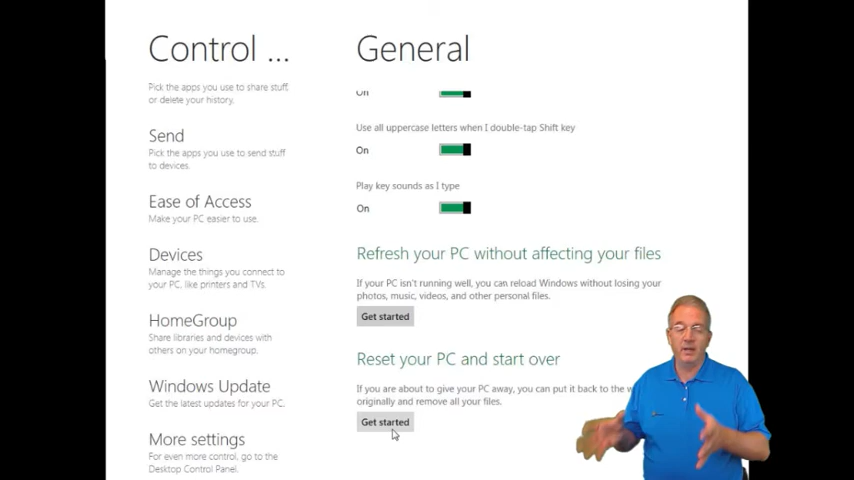 Control ...
Pick the apps you use to share stuff,
or delete your history.
Send
Pick the apps you use to send stuff
to devices.
Ease of Access
Make your PC easier to use.
Devices
Manage the things you connect to
your PC, like printers and TVs.
HomeGroup
Share libraries and devices with
others on your homegroup.
Windows Update
Get the latest updates for your PC.
More settings
For even more control, go to the
Desktop Control Panel.
General
On
Use all uppercase letters when I double-tap Shift key
On
Play key sounds as I type
On
Refresh your PC without affecting your files
If your PC isn't running well, you can reload Windows without losing your
photos, music, videos, and other personal files.
Get started
Reset your PC and start over
If you are about to give your PC away, you can put it back to the
originally and remove all your files.
Get started